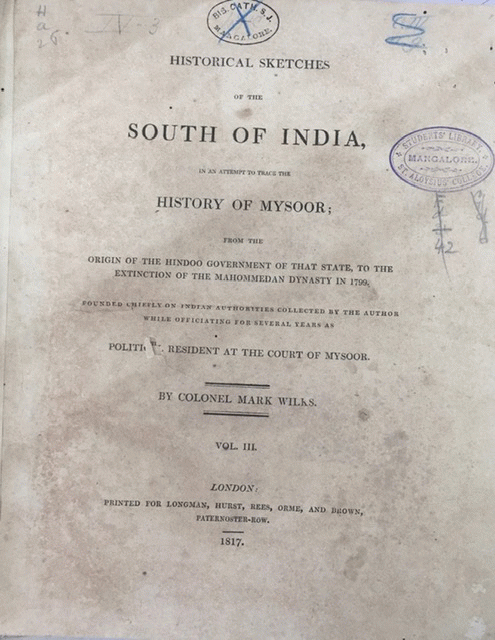 BIB. CATH. S.J.
MANGALORE.
HISTORICAL SKETCHES
OF THE
SOUTH OF INDIA,
IN AN ATTEMPT TO TRACE THE
HISTORY OF MYSOOR;
FROM THE
ORIGIN OF THE HINDOO GOVERNMENT OF THAT STATE, TO THE
EXTINCTION OF THE MAHOMMEDAN DYNASTY IN 1799.
FOUNDED CHIEFLY ON INDIAN AUTHORITIES COLLECTED BY THE AUTHOR
WHILE OFFICIATING FOR SEVERAL YEARS AS
POLITI RESIDENT AT THE COURT OF MYSOOR.
BY COLONEL MARK WILKS.
VOL. III.
LONDON:
PRINTED FOR LONGMAN, HURST, REES, ORME, AND BROWN,
PATERNOSTER-ROW.
1817.
STUDENTS' LIBRARY,
MANGALORE.
ST. ALOYSIUS' COLLEGE
42